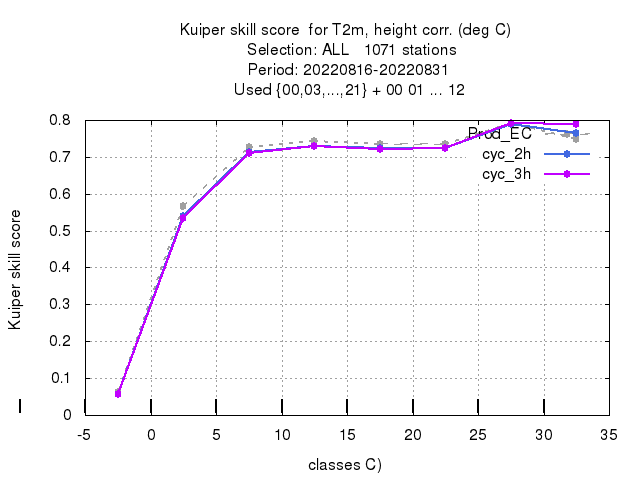 Kuiper skill score for T2m, height corr. (deg C)
Selection: ALL 1071 stations
Period: 20220816-20220831
Used {00,03,...,21} + 00 01 ... 12
Kuiper skill score
0.8
0.7
0.6
0.5
0.4
0.3
0.2
0.1
0
Prod_EC
cyc_2h
cyc_3h
-5 0 5 10 15 20 25 30 35
classes C)